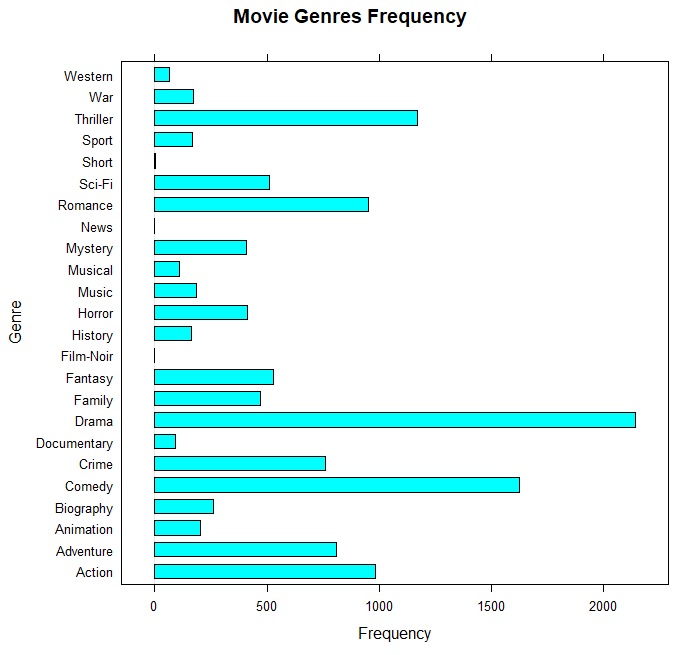 Movie Genres Frequency
Western
War
Thriller
Sport
Short
Sci-Fi
Romance
News
Mystery
Musical
Music
Horror
History
Film-Noir
Fantasy
Family
Drama
Documentary
Crime
Comedy
Biography
Animation
Adventure
Action
Genre
0 500 1000 1500 2000
Frequency